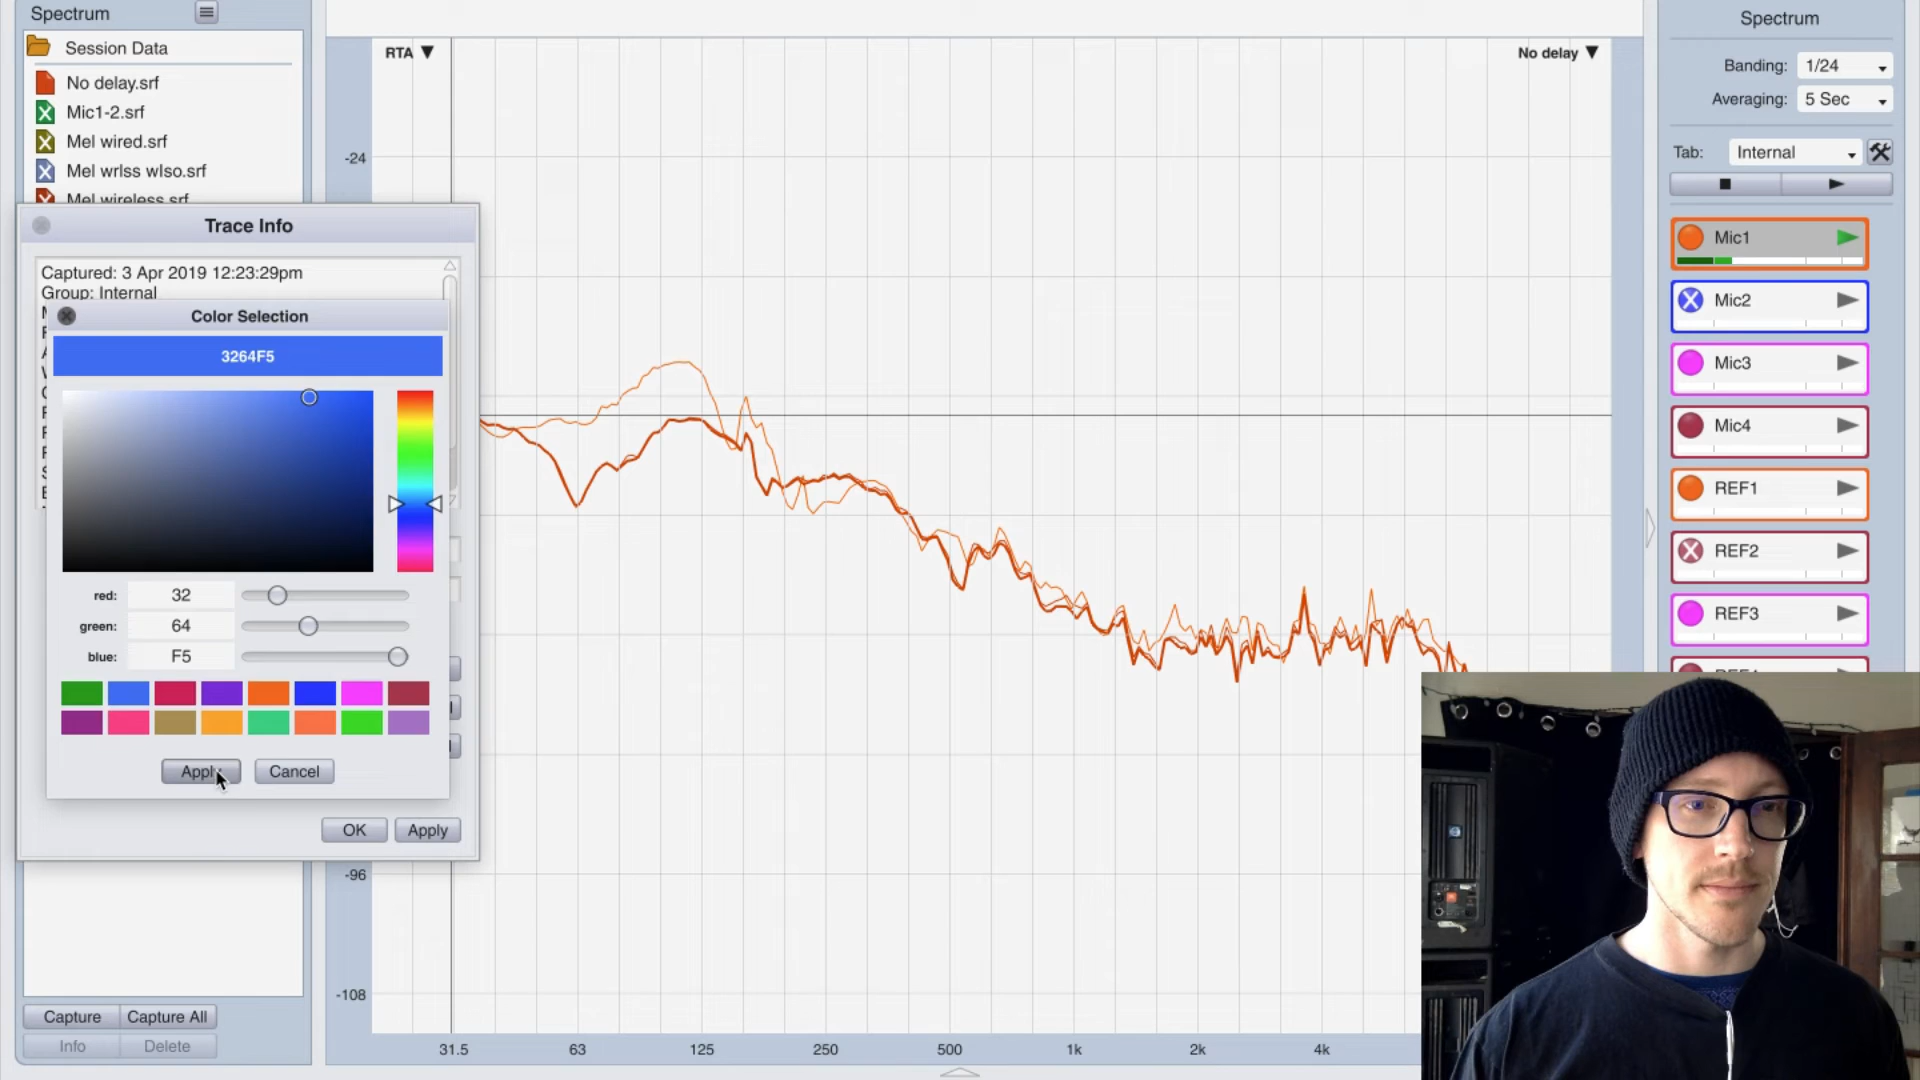 Spectrum
Session Data
No delay.srf
Mic1-2.srf
Mel wired.srf
Mel wrlss wlso.srf
Mel wireless.srf
Trace Info
Captured: 3 Apr 2019 12:23:29pm
Group: Internal
Color Selection
3264F5
red: 32
green: 64
blue: F5
Apply
Cancel
OK
Apply
Capture
Capture All
Info
Delete
RTA
No delay
-24
-96
-108
31.5
63
125
250
500
1k
2k
4k
Spectrum
Banding: 1/24
Averaging: 5 Sec
Tab: Internal
Mic1
Mic2
Mic3
Mic4
REF1
REF2
REF3